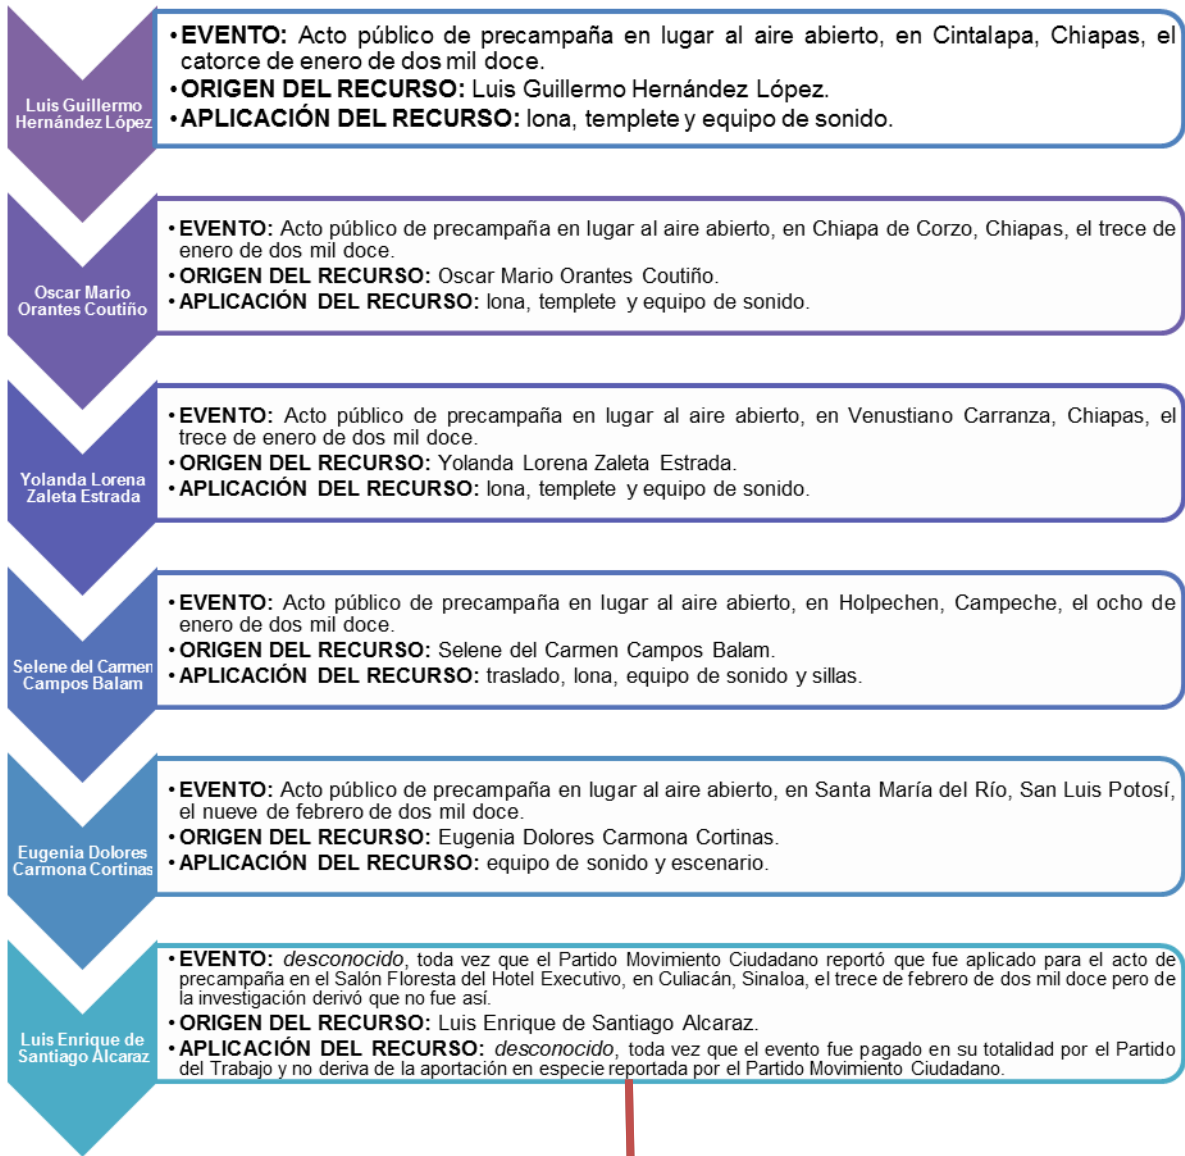 Luis Guillermo
Hernández López
• EVENTO: Acto público de precampaña en lugar al aire abierto, en Cintalapa, Chiapas, el
catorce de enero de dos mil doce.
• ORIGEN DEL RECURSO: Luis Guillermo Hernández López.
• APLICACIÓN DEL RECURSO: lona, templete y equipo de sonido.
Oscar Mario
Orantes Coutiño
• EVENTO: Acto público de precampaña en lugar al aire abierto, en Chiapa de Corzo, Chiapas, el trece de
enero de dos mil doce.
• ORIGEN DEL RECURSO: Oscar Mario Orantes Coutiño.
• APLICACIÓN DEL RECURSO: lona, templete y equipo de sonido.
Yolanda Lorena
Zaleta Estrada
• EVENTO: Acto público de precampaña en lugar al aire abierto, en Venustiano Carranza, Chiapas, el
trece de enero de dos mil doce.
• ORIGEN DEL RECURSO: Yolanda Lorena Zaleta Estrada.
• APLICACIÓN DEL RECURSO: lona, templete y equipo de sonido.
Selene del Carmen
Campos Balam
• EVENTO: Acto público de precampaña en lugar al aire abierto, en Holpechen, Campeche, el ocho de
enero de dos mil doce.
• ORIGEN DEL RECURSO: Selene del Carmen Campos Balam.
• APLICACIÓN DEL RECURSO: traslado, lona, equipo de sonido y sillas.
Eugenia Dolores
Carmona Cortinas
• EVENTO: Acto público de precampaña en lugar al aire abierto, en Santa María del Río, San Luis Potosí,
el nueve de febrero de dos mil doce.
• ORIGEN DEL RECURSO: Eugenia Dolores Carmona Cortinas.
• APLICACIÓN DEL RECURSO: equipo de sonido y escenario.
Luis Enrique de
Santiago Alcaraz
• EVENTO: desconocido, toda vez que el Partido Movimiento Ciudadano reportó que fue aplicado para el acto de
precampaña en el Salón Floresta del Hotel Executivo, en Culiacán, Sinaloa, el trece de febrero de dos mil doce pero de
la investigación derivó que no fue así.
• ORIGEN DEL RECURSO: Luis Enrique de Santiago Alcaraz.
• APLICACIÓN DEL RECURSO: desconocido, toda vez que el evento fue pagado en su totalidad por el Partido
del Trabajo y no deriva de la aportación en especie reportada por el Partido Movimiento Ciudadano.